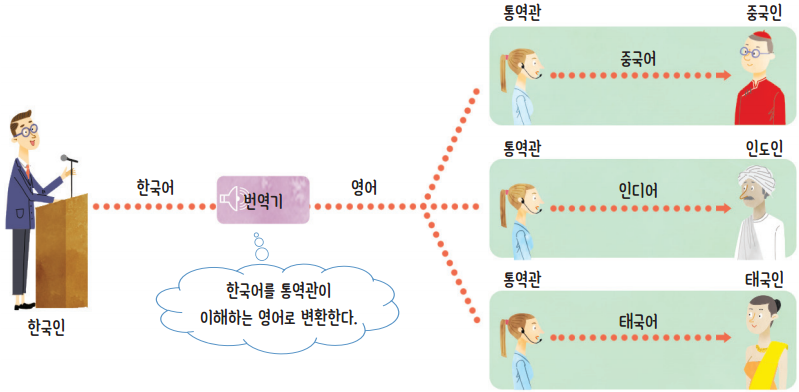 통역관
중국인
중국어
한국어
번역기
영어
통역관
인도인
인디어
한국어를 통역관이
이해하는 영어로 변환한다.
한국인
통역관
태국인
태국어